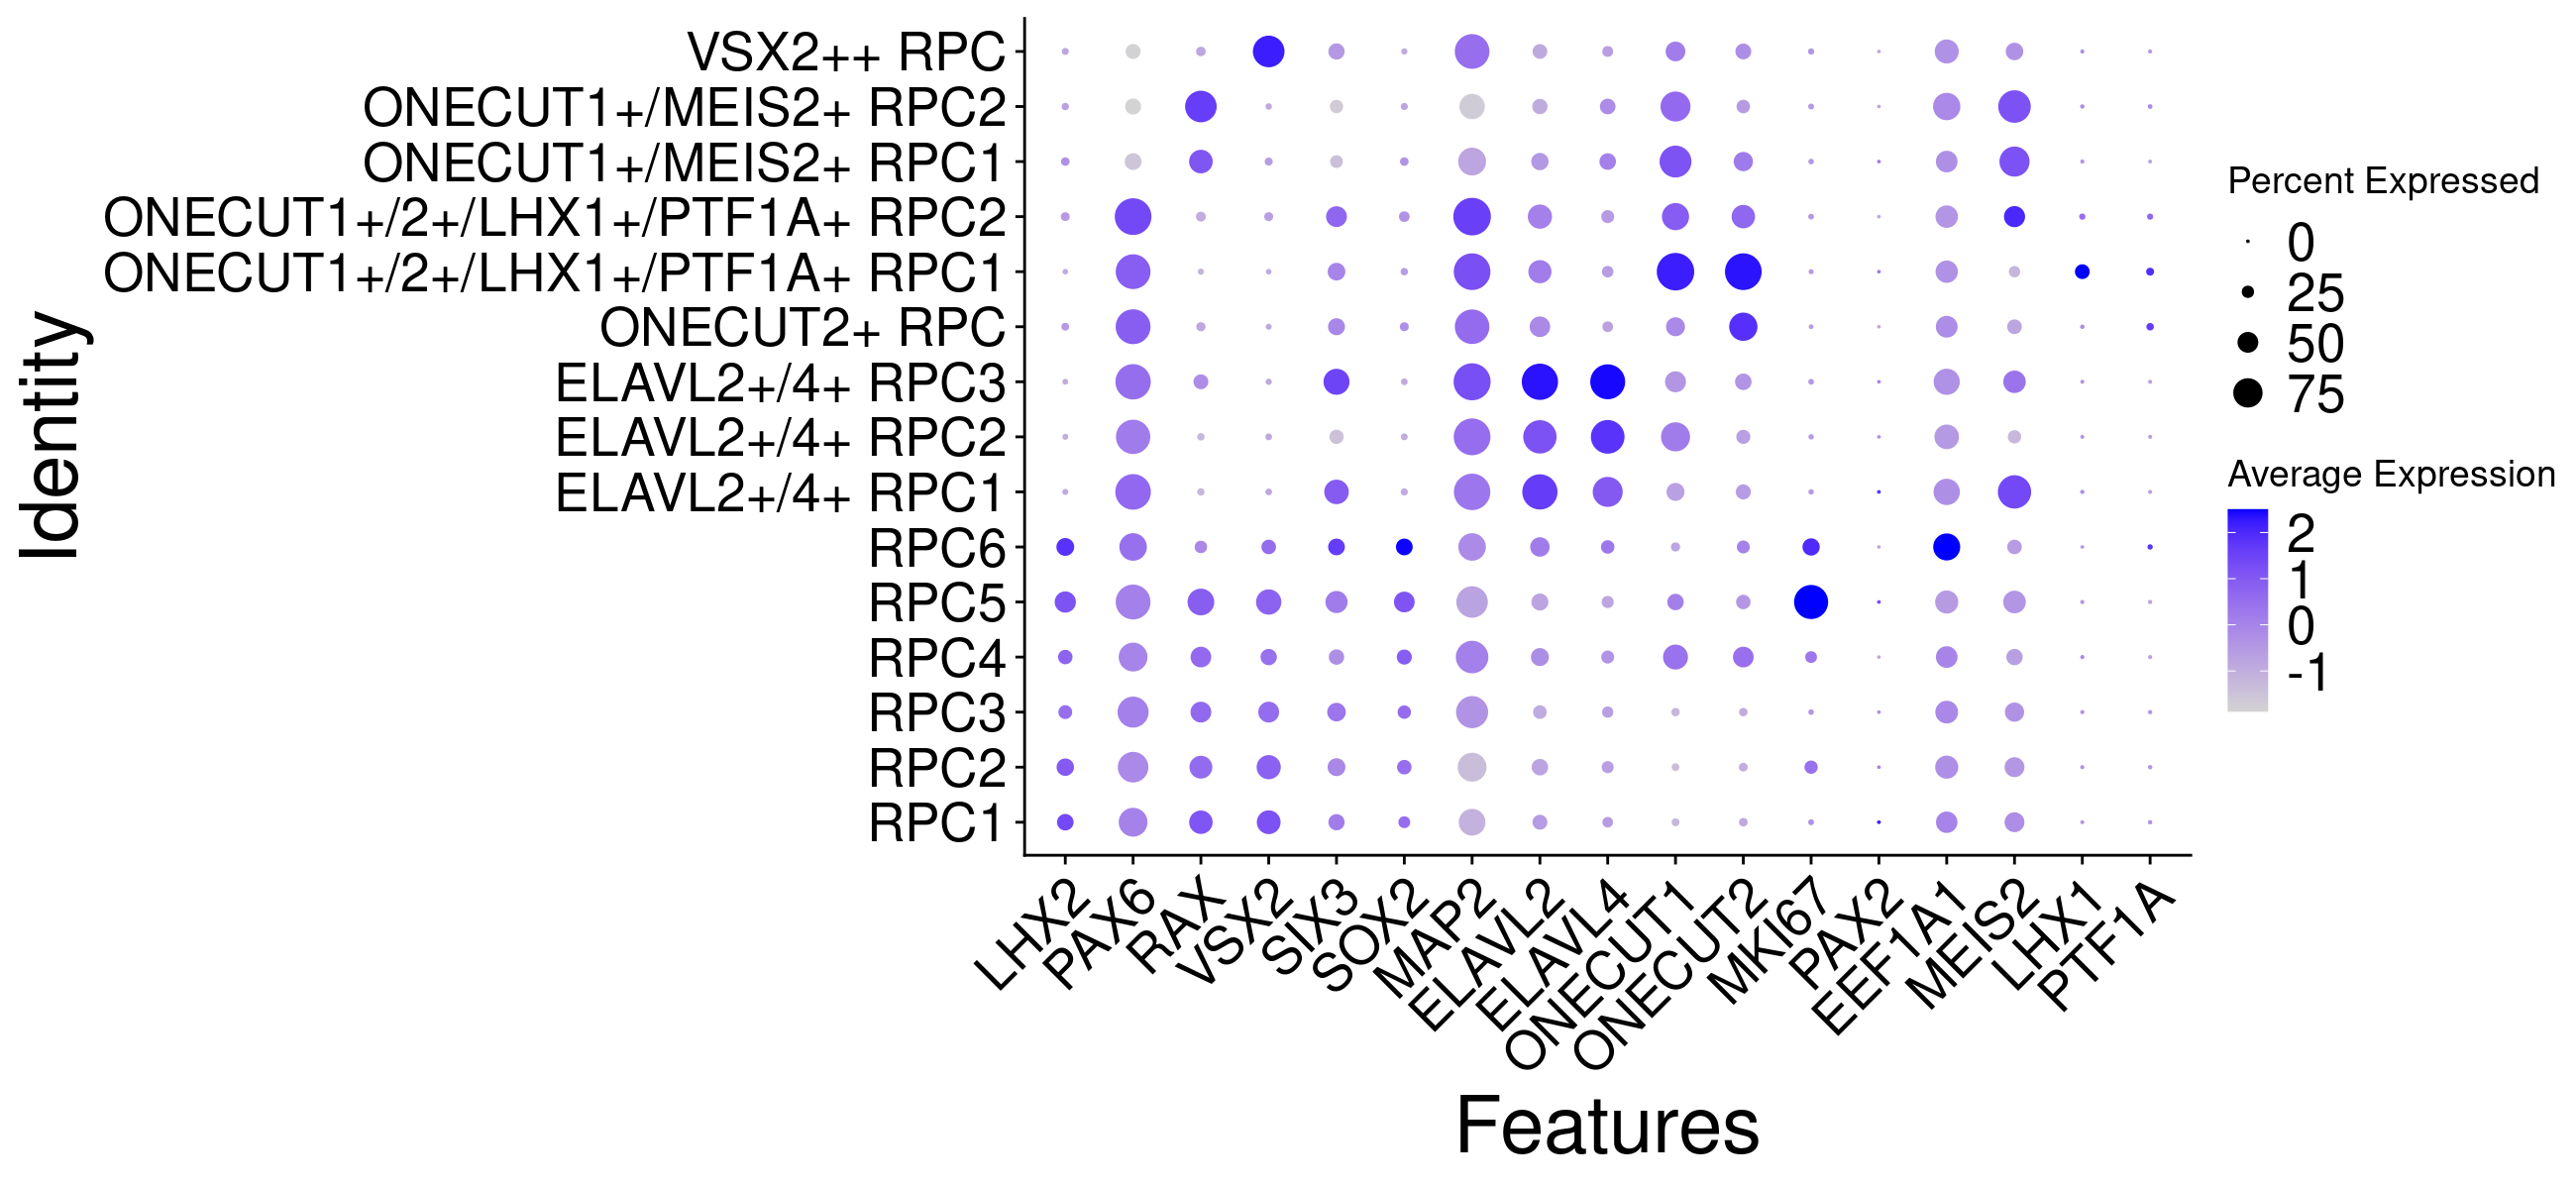 Identity
VSX2++ RPC
ONECUT1+/MEIS2+ RPC2
ONECUT1+/MEIS2+ RPC1
ONECUT1+/2+/LHX1+/PTF1A+ RPC2
ONECUT1+/2+/LHX1+/PTF1A+ RPC1
ONECUT2+ RPC
ELAVL2+/4+ RPC3
ELAVL2+/4+ RPC2
ELAVL2+/4+ RPC1
RPC6
RPC5
RPC4
RPC3
RPC2
RPC1
LHX2
PAX6
RAX
VSX2
SIX3
SOX2
MAP2
ELAVL2
ELAVL4
ONECUT1
ONECUT2
MKI67
PAX2
EEF1A1
MEIS2
LHX1
PTF1A
Features
Percent Expressed
0
25
50
75
Average Expression
2
1
0
-1